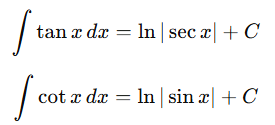 ∫ tan x dx = ln | sec x| + C
∫ cot x dx = ln | sin x| + C